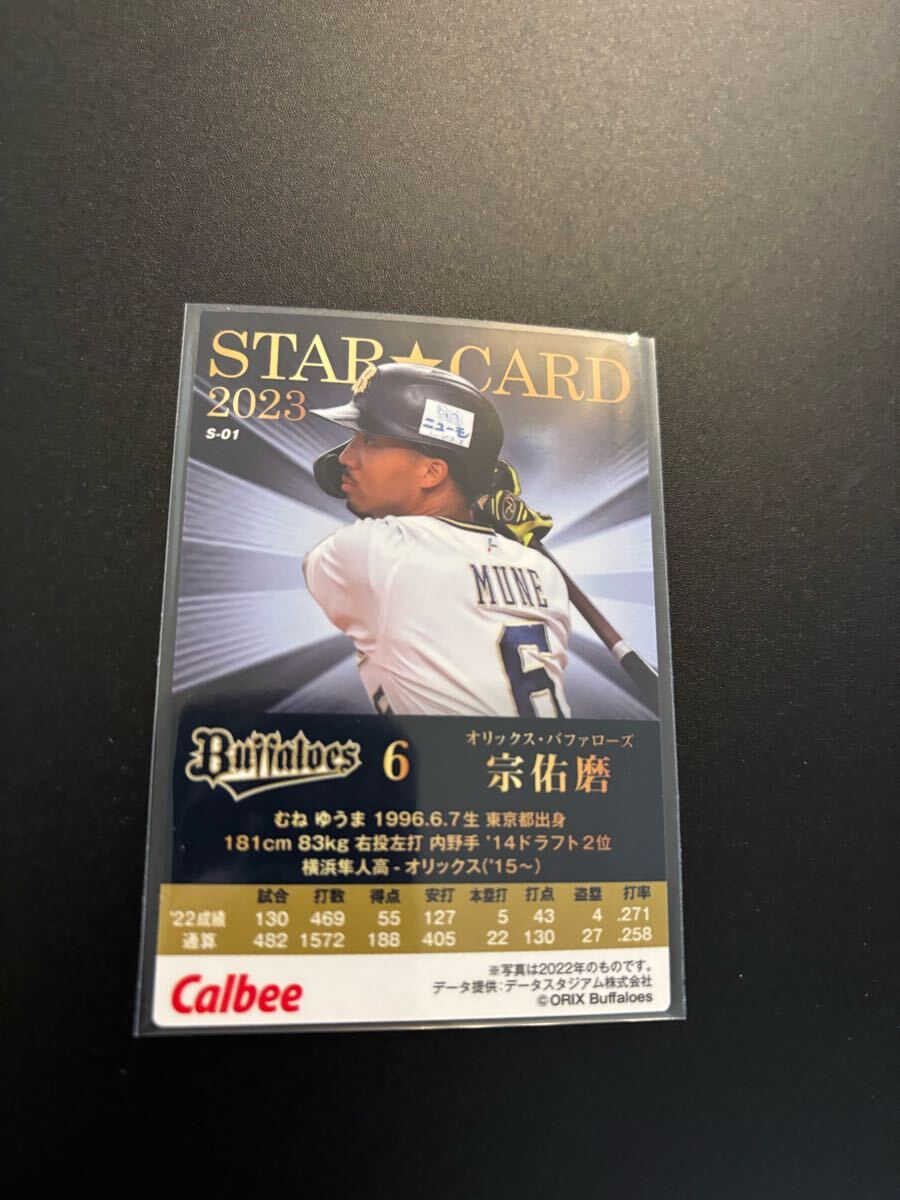 STAR★CARD
2023
S-01
ニューモ
MUNE
6
Buffaloes 6 オリックス・バファローズ
宗佑磨
むね ゆうま 1996.6.7生 東京都出身
181cm 83kg 右投左打 内野手 '14ドラフト2位
横浜隼人高 - オリックス('15～)
試合 打数 得点 安打 本塁打 打点 盗塁 打率
'22成績 130 469 55 127 5 43 4 .271
通算 482 1572 188 405 22 130 27 .258
Calbee
※写真は2022年のものです。
データ提供：データスタジアム株式会社
©ORIX Buffaloes